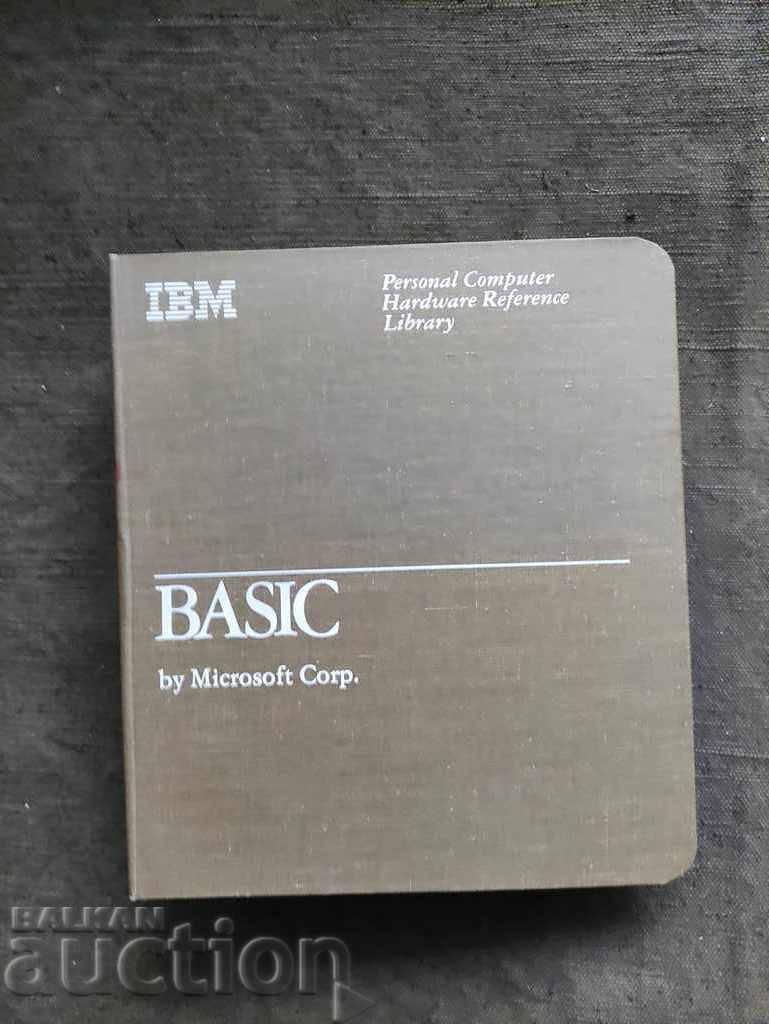 IBM
Personal Computer
Hardware Reference
Library
BASIC
by Microsoft Corp.
BALKAN
auction